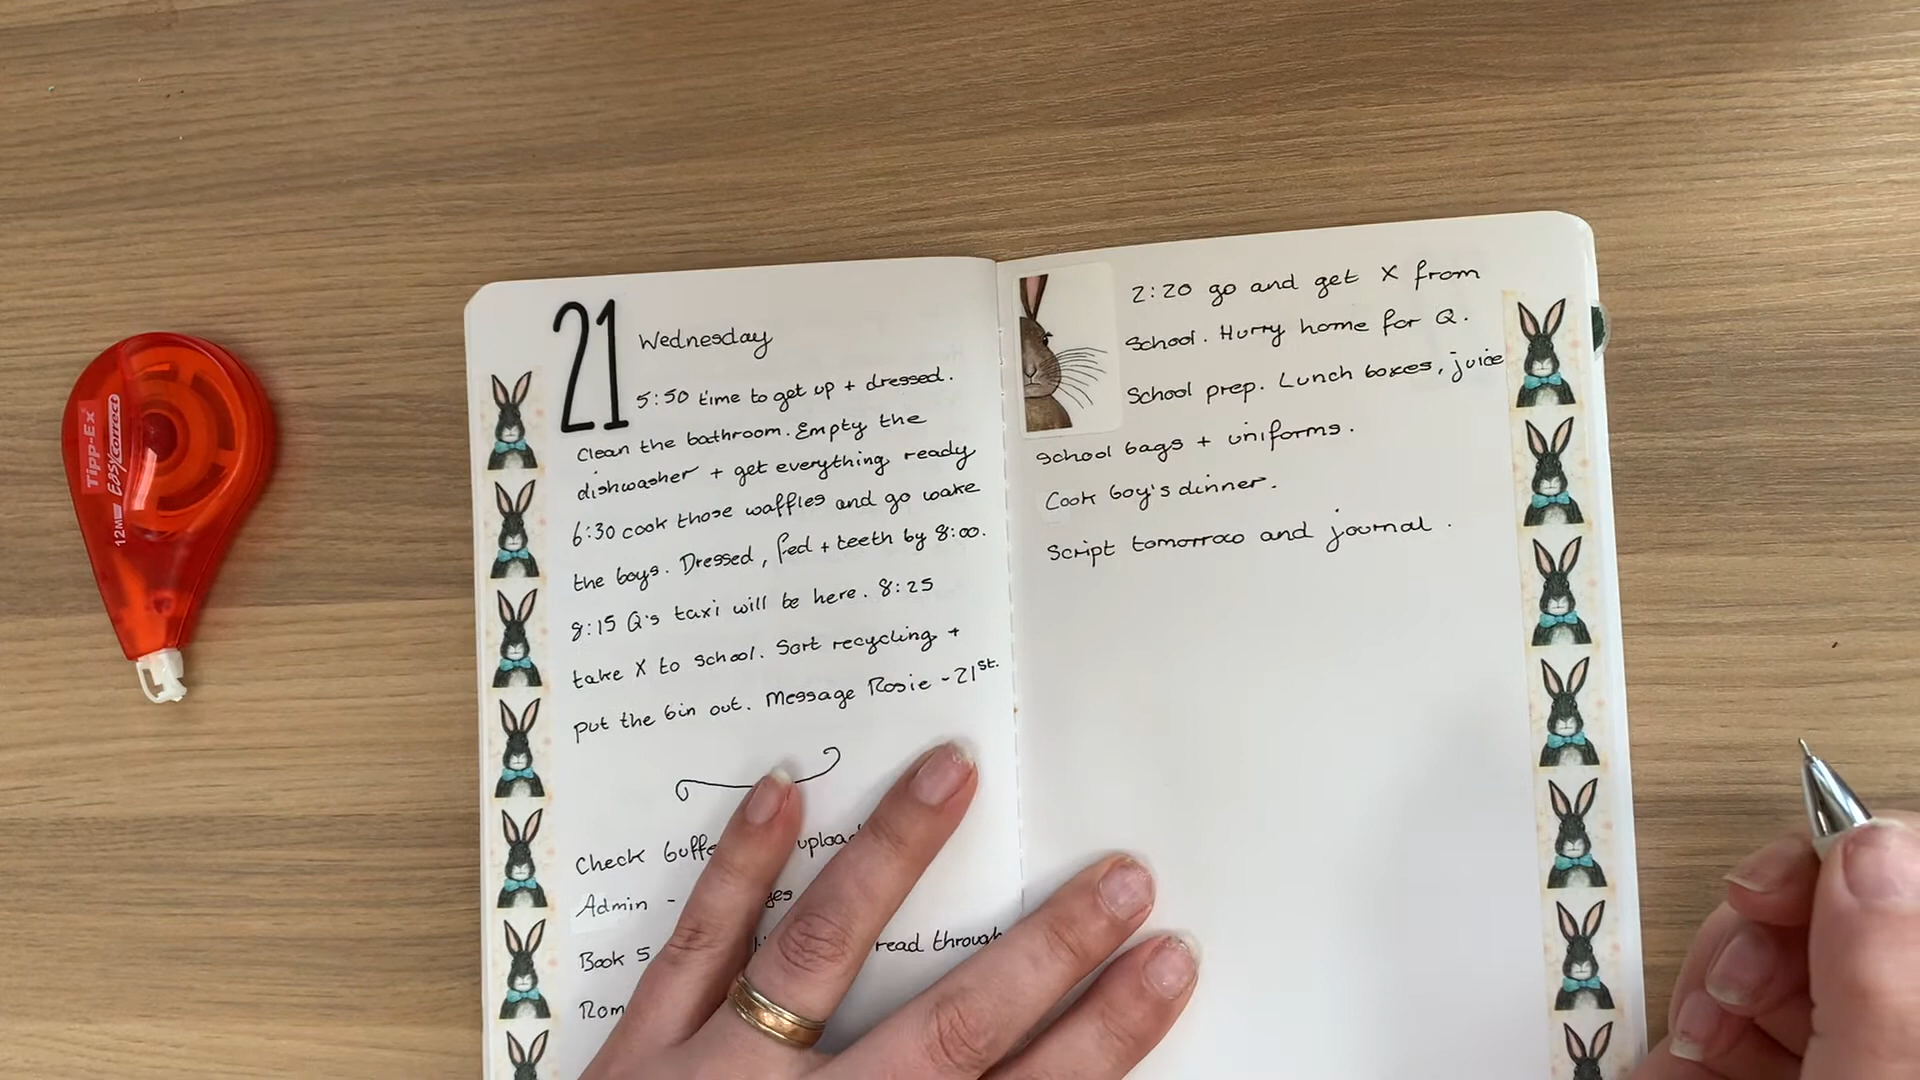 Tipp-Ex
Easycorrect
12M
21
Wednesday
5:50 time to get up + dressed.
Clean the bathroom. Empty the
dishwasher + get everything ready
6:30 cook those waffles and go wake
the boys. Dressed, fed + teeth by 8:00.
8:15 Q's taxi will be here. 8:25
take X to school. Sort recycling +
put the bin out. Message Rosie - 21st.
Check
Admin -
Book 5 read through
2:20 go and get X from
School. Hurry home for Q.
School prep. Lunch boxes, juice
school bags + uniforms.
Cook boy's dinner.
Script tomorrow and journal.